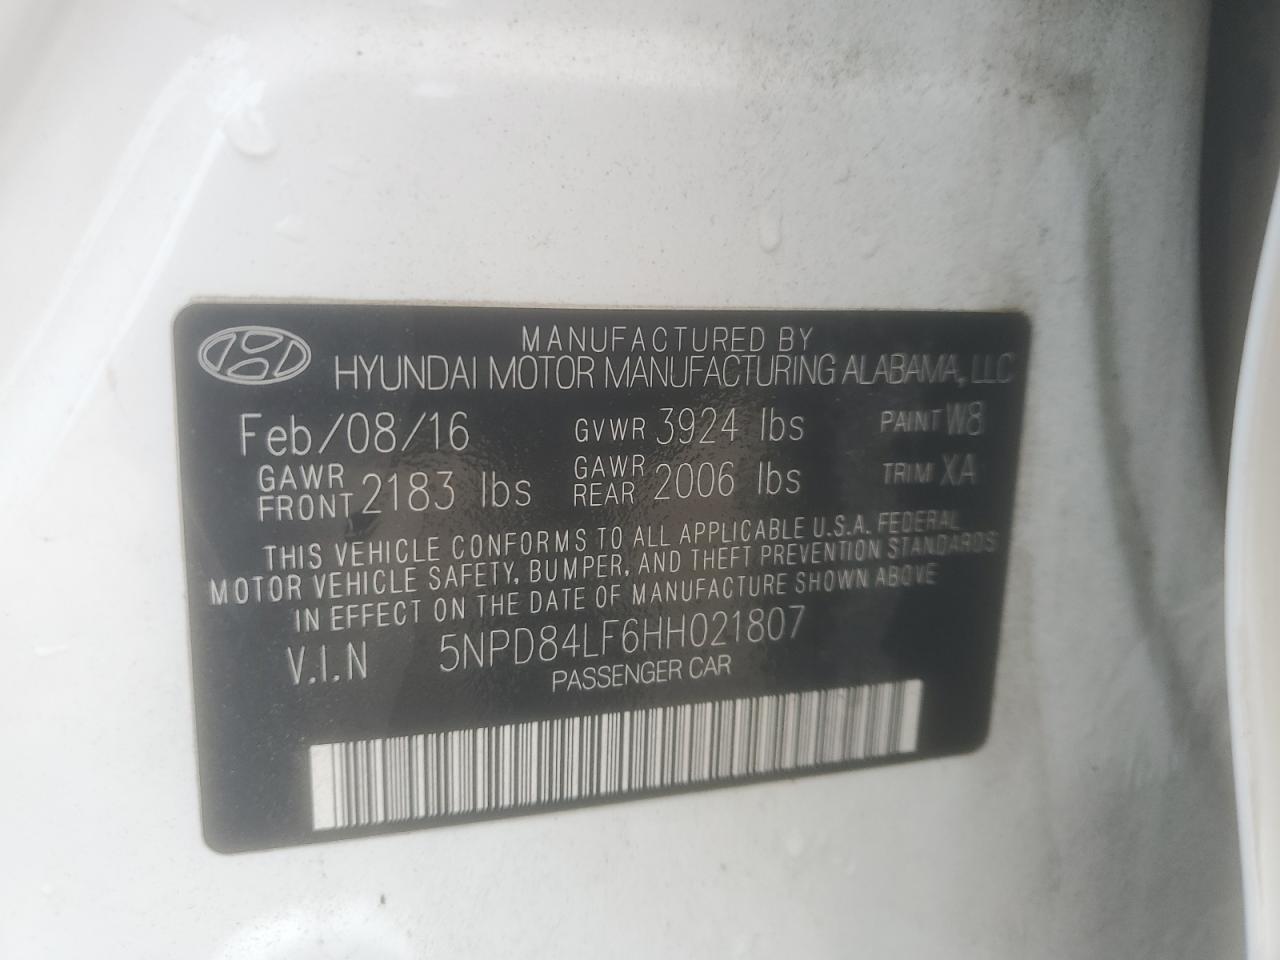 MANUFACTURED BY
HYUNDAI MOTOR MANUFACTURING ALABAMA, LLC
Feb/08/16 GVWR 3924 lbs PAINT W8
GAWR FRONT 2183 lbs GAWR REAR 2006 lbs TRIM XA
THIS VEHICLE CONFORMS TO ALL APPLICABLE U.S.A. FEDERAL
MOTOR VEHICLE SAFETY, BUMPER, AND THEFT PREVENTION STANDARDS
IN EFFECT ON THE DATE OF MANUFACTURE SHOWN ABOVE
V.I.N 5NPD84LF6HH021807
PASSENGER CAR